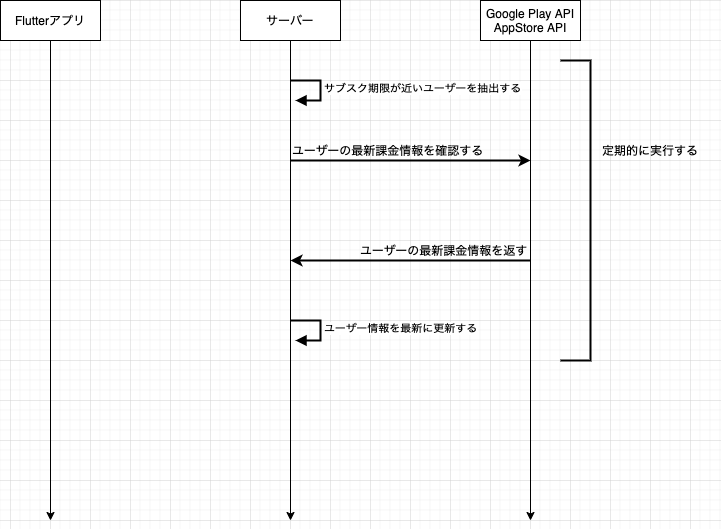 Flutterアプリ
サーバー
Google Play API
AppStore API
サブスク期限が近いユーザーを抽出する
ユーザーの最新課金情報を確認する
定期的に実行する
ユーザーの最新課金情報を返す
ユーザー情報を最新に更新する